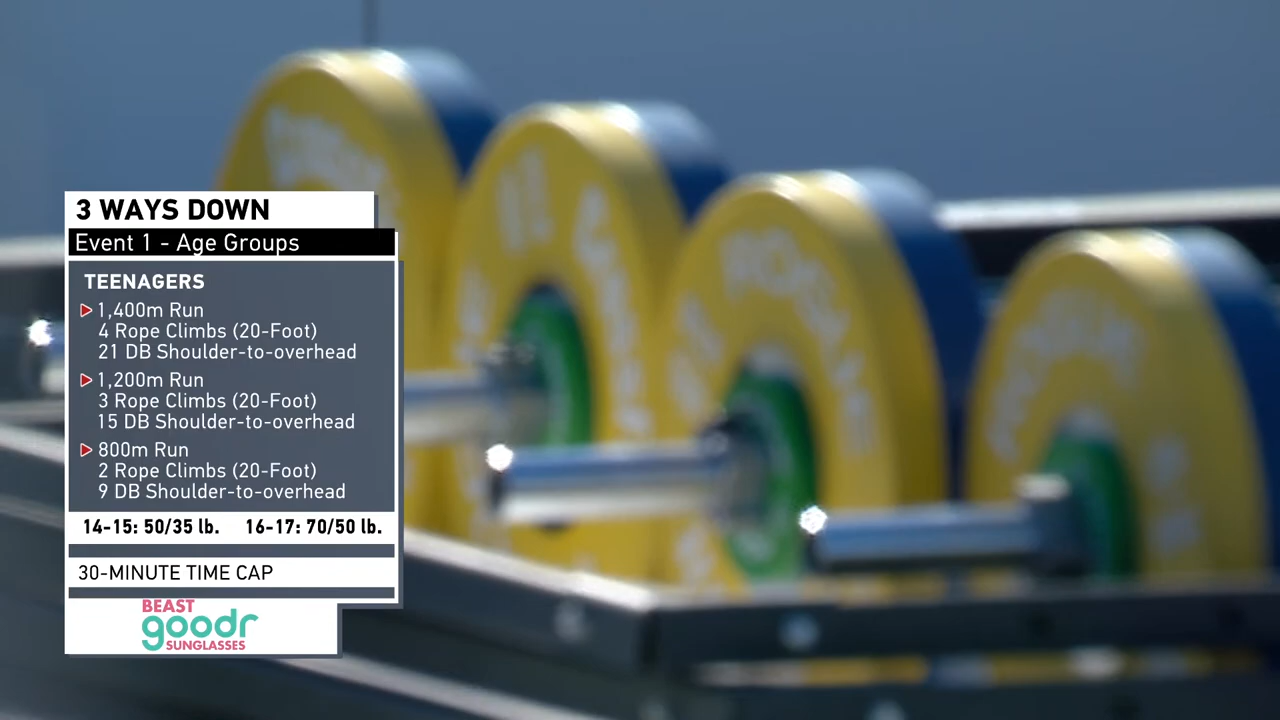 3 WAYS DOWN
Event 1 - Age Groups
TEENAGERS
1,400m Run
4 Rope Climbs (20-Foot)
21 DB Shoulder-to-overhead
1,200m Run
3 Rope Climbs (20-Foot)
15 DB Shoulder-to-overhead
800m Run
2 Rope Climbs (20-Foot)
9 DB Shoulder-to-overhead
14-15: 50/35 lb. 16-17: 70/50 lb.
30-MINUTE TIME CAP
BEAST
goodr
SUNGLASSES